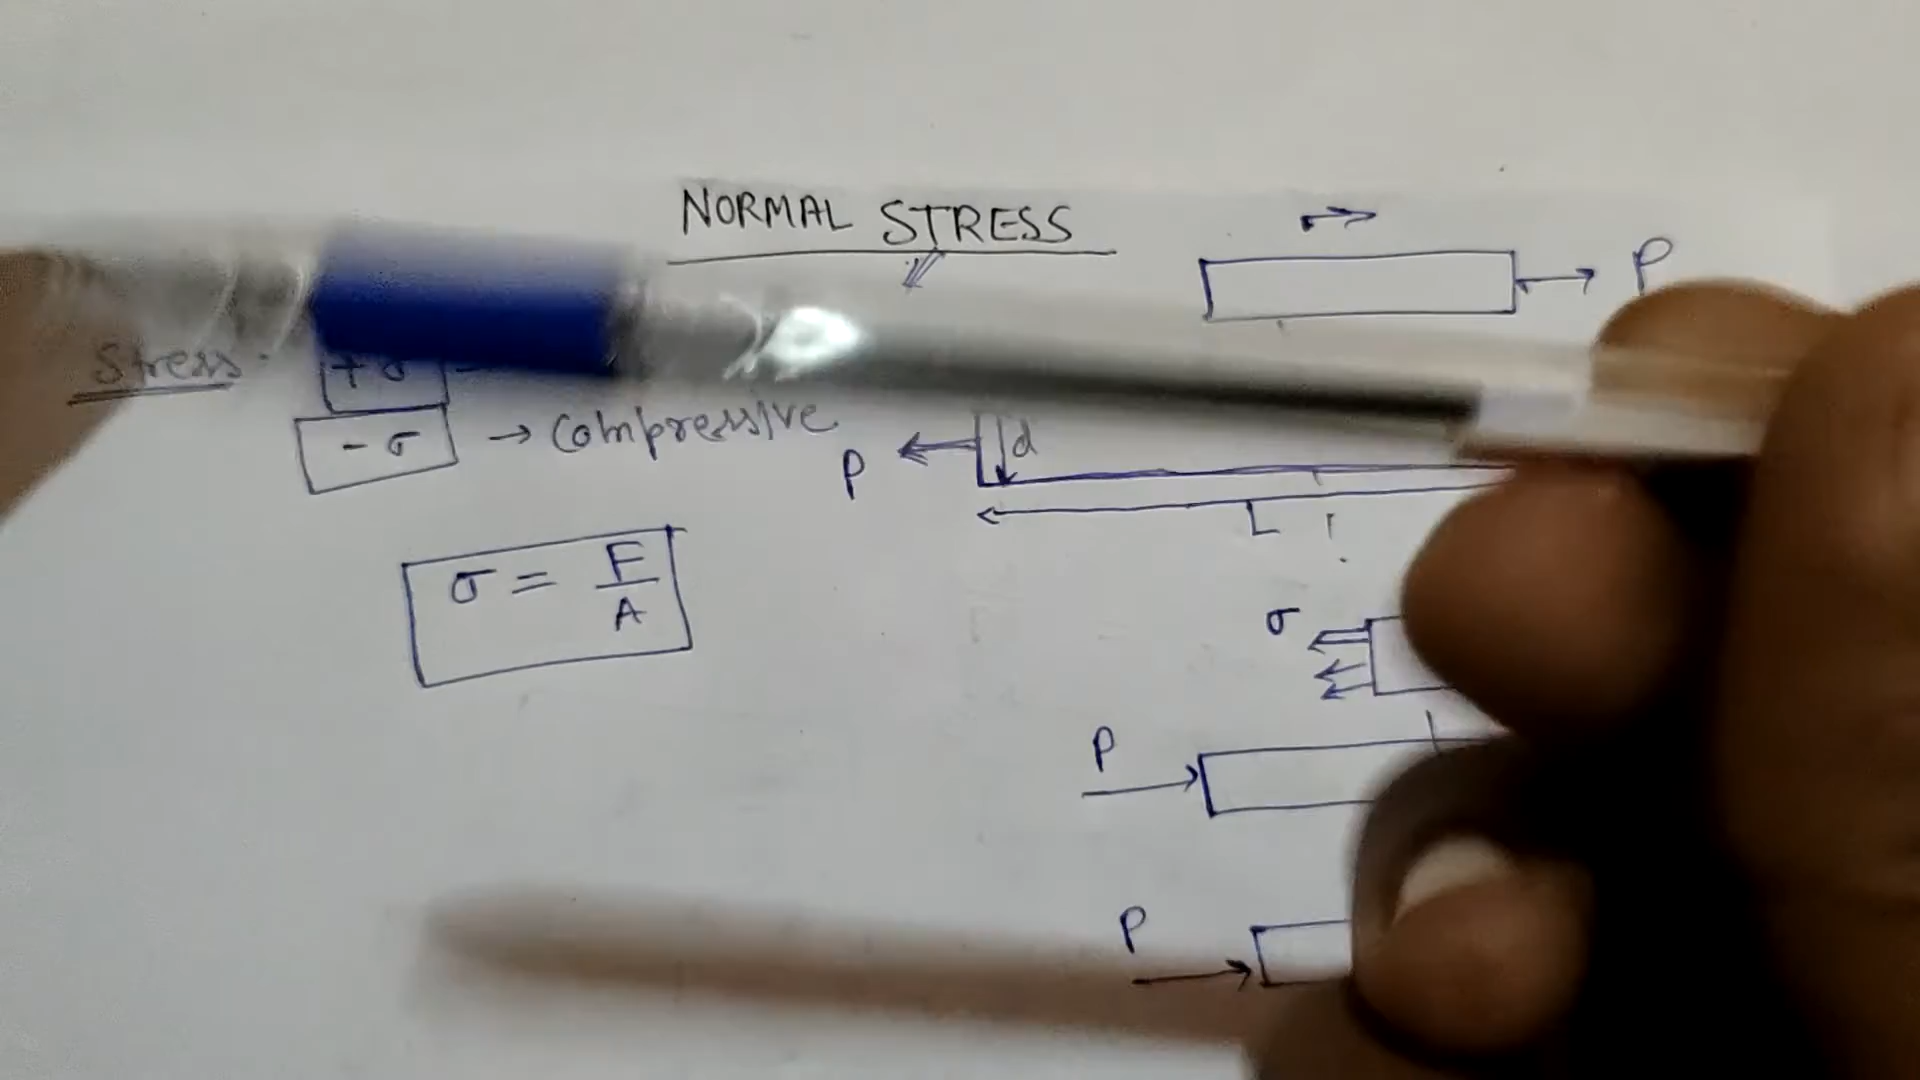 NORMAL STRESS
P
Stress
+ σ
- σ → Compressive
P
d
L
σ = F/A
σ
P
P